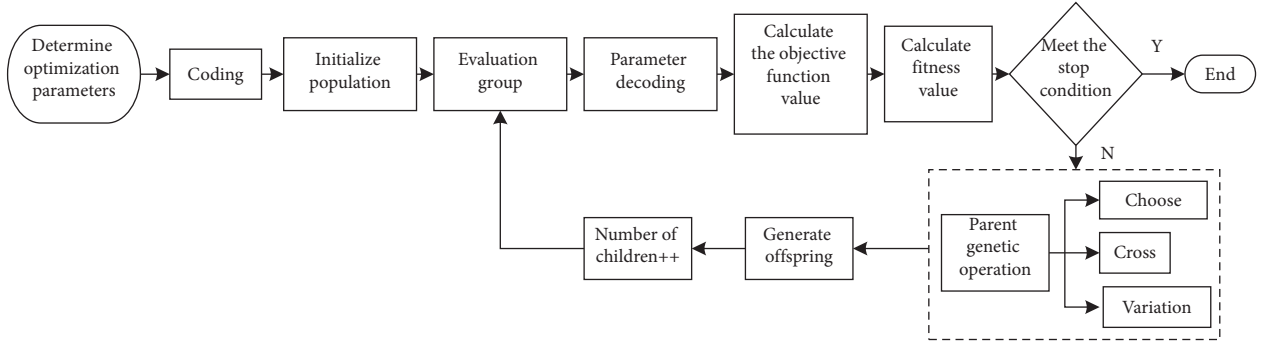 Determine
optimization
parameters
Coding
Initialize
population
Evaluation
group
Parameter
decoding
Calculate
the objective
function
value
Calculate
fitness
value
Meet the
stop
condition
Y
End
N
Parent
genetic
operation
Choose
Cross
Variation
Generate
offspring
Number of
children++